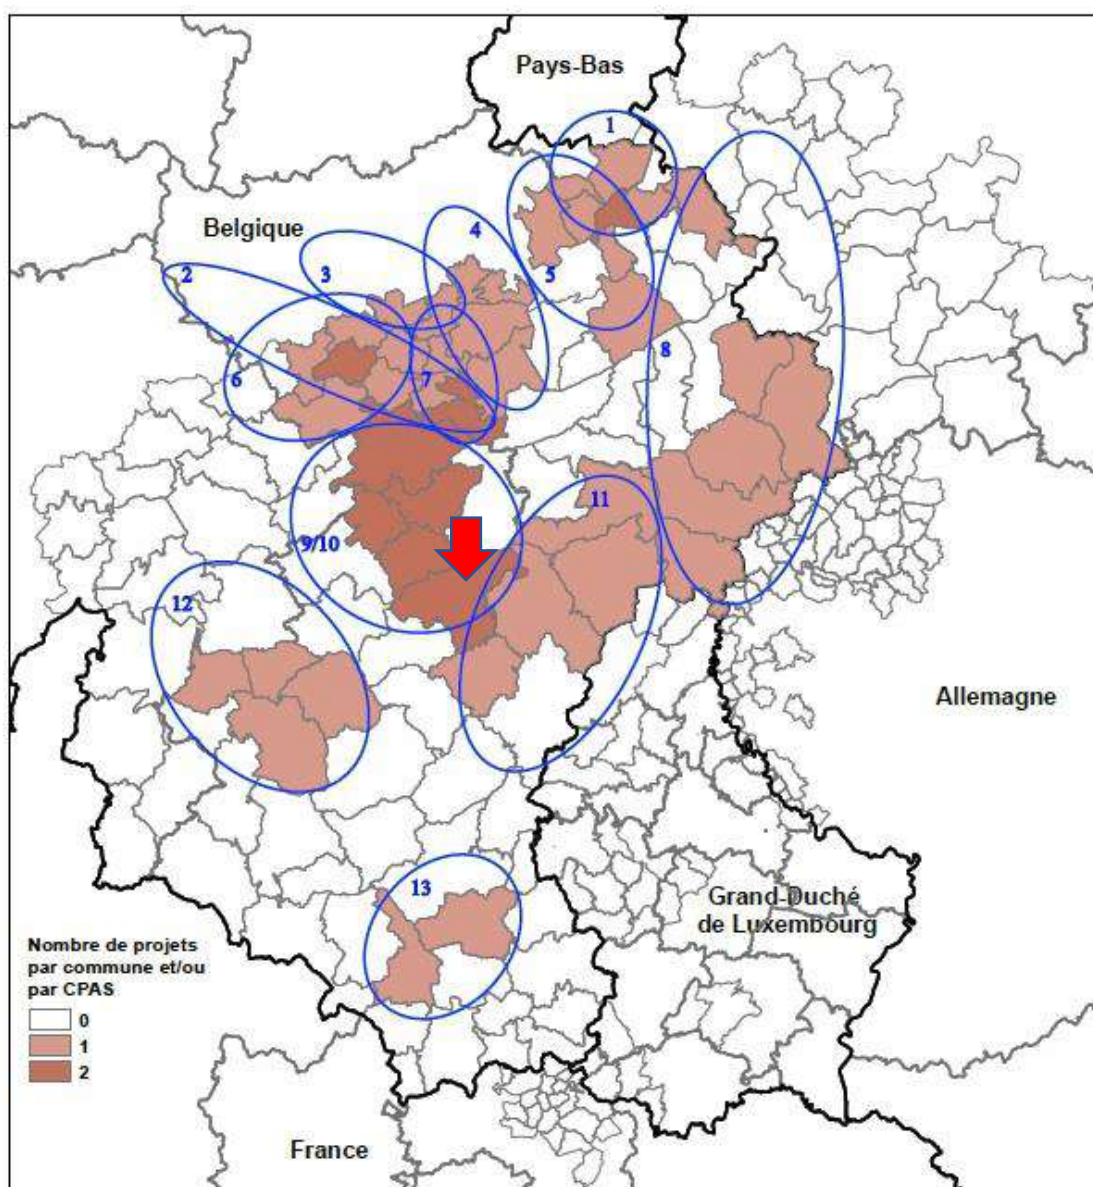 Pays-Bas
1
Belgique
4
2
3
5
6
7
8
11
9/10
12
Allemagne
13
Grand-Duché
de Luxembourg
Nombre de projets
par commune et/ou
par CPAS
0
1
2
France